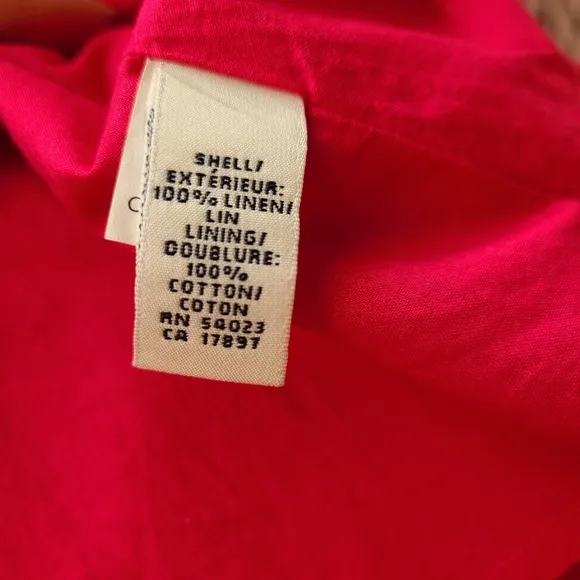 SHELL/
EXTÉRIEUR:
100% LINEN/
LIN
LINING/
DOUBLURE:
100%
COTTON/
COTON
RN 54023
CA 17897